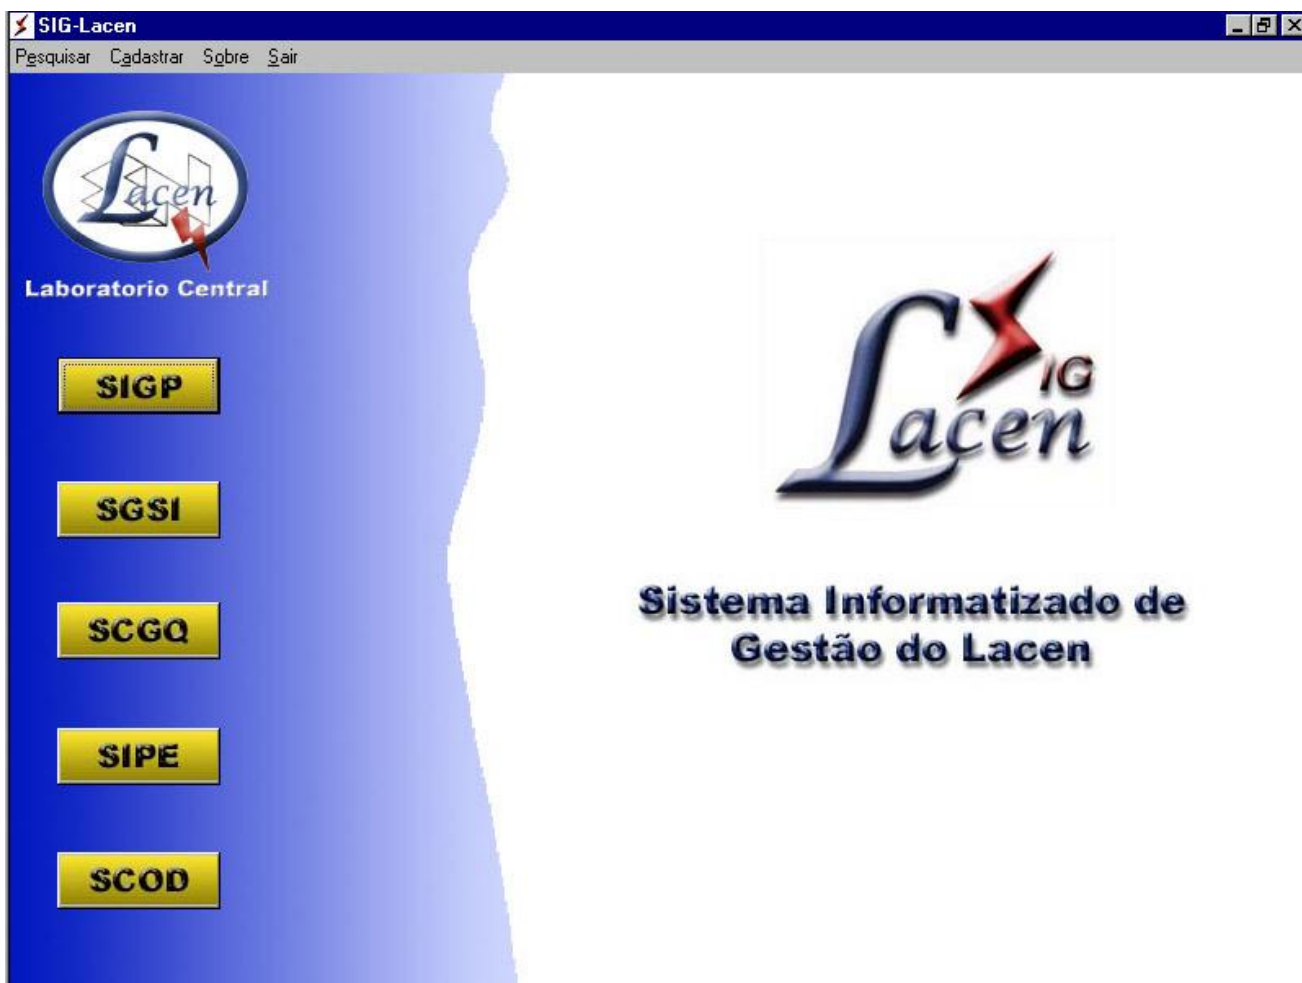 SIG-Lacen
Pesquisar Cadastrar Sobre Sair
Lacen
Laboratorio Central
SIGP
SGSI
SCGQ
SIPE
SCOD
SIG
Lacen
Sistema Informatizado de
Gestão do Lacen